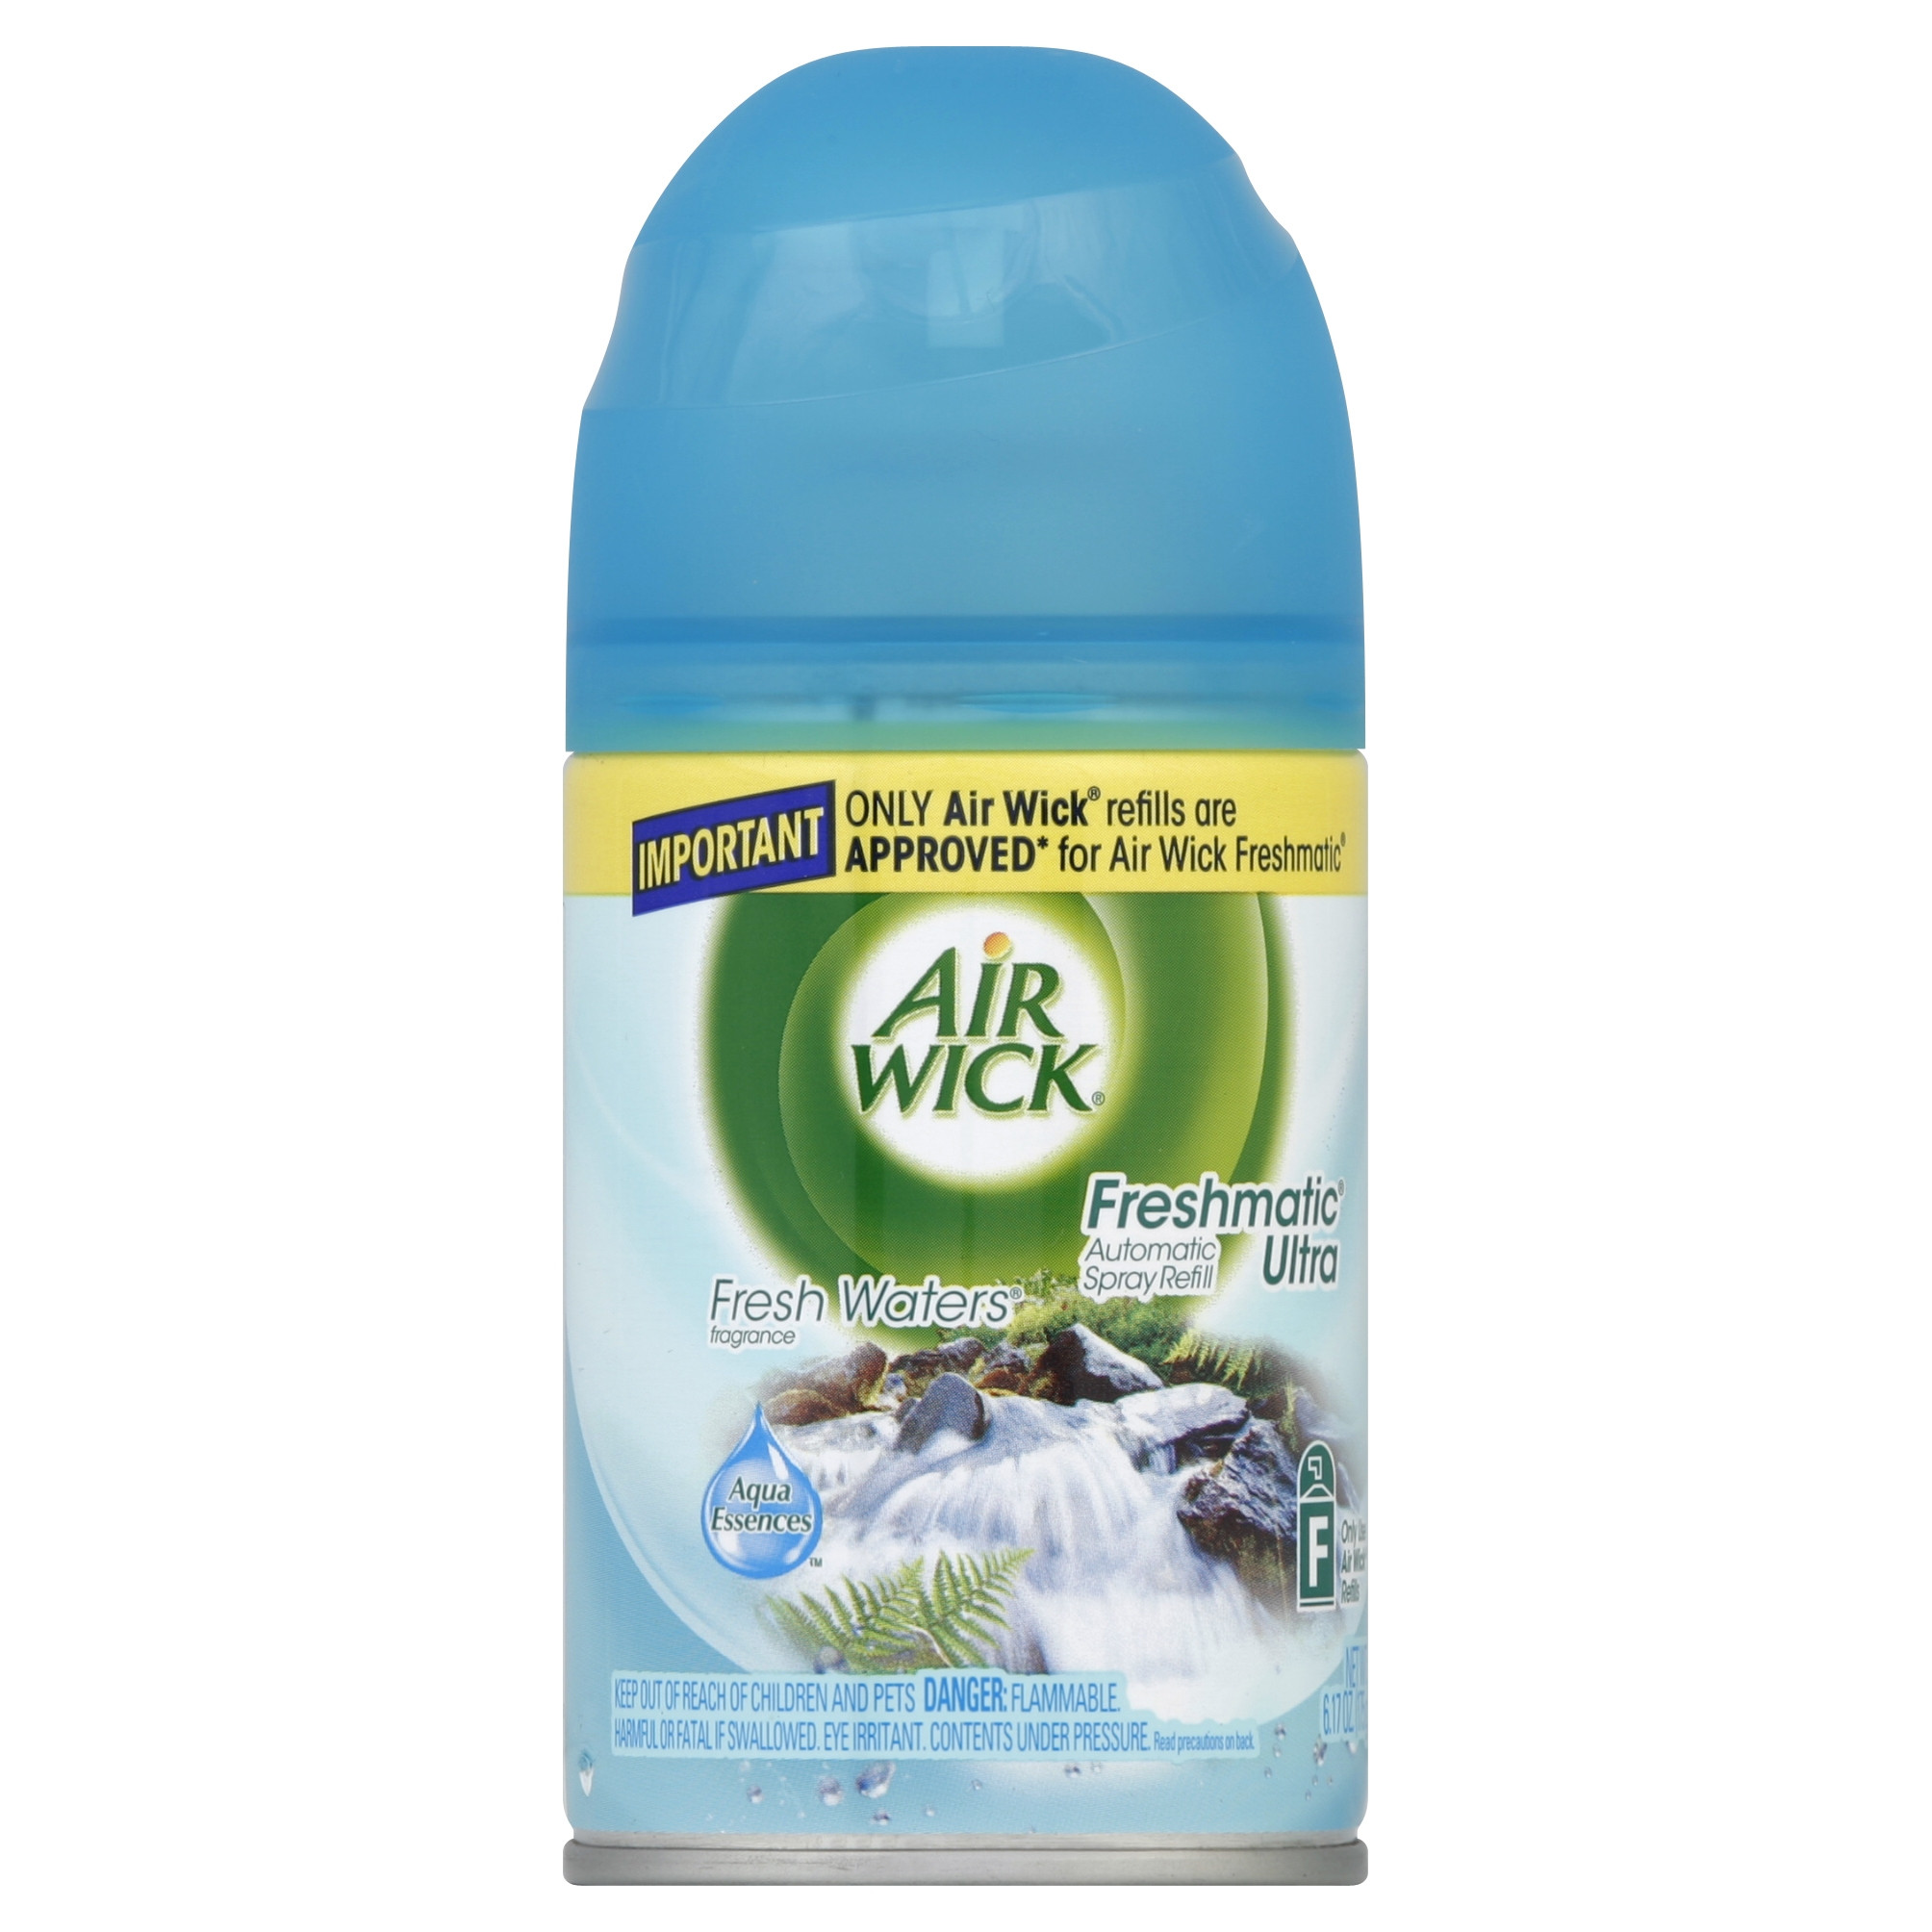 IMPORTANT
ONLY Air Wick® refills are
APPROVED* for Air Wick Freshmatic®
AIR
WICK®
Freshmatic®
Ultra
Automatic
Spray Refill
Fresh Waters®
fragrance
Aqua
Essences™
F
Only
Air Wick
Refills
KEEP OUT OF REACH OF CHILDREN AND PETS DANGER: FLAMMABLE.
HARMFUL OR FATAL IF SWALLOWED. EYE IRRITANT. CONTENTS UNDER PRESSURE. Read precautions on back.
NET
6.17 OZ